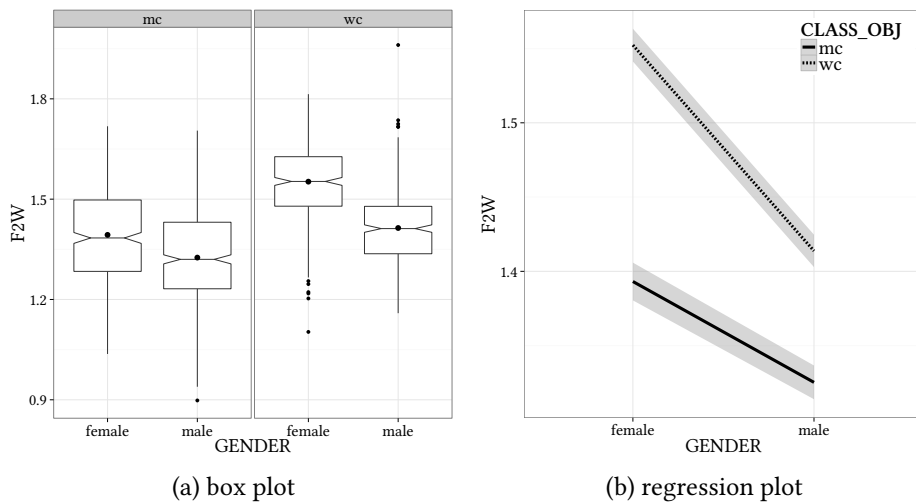 mc
wc
1.8
1.5
1.2
0.9
F2W
female
male
female
male
GENDER
(a) box plot
CLASS_OBJ
mc
wc
1.5
1.4
F2W
female
male
GENDER
(b) regression plot